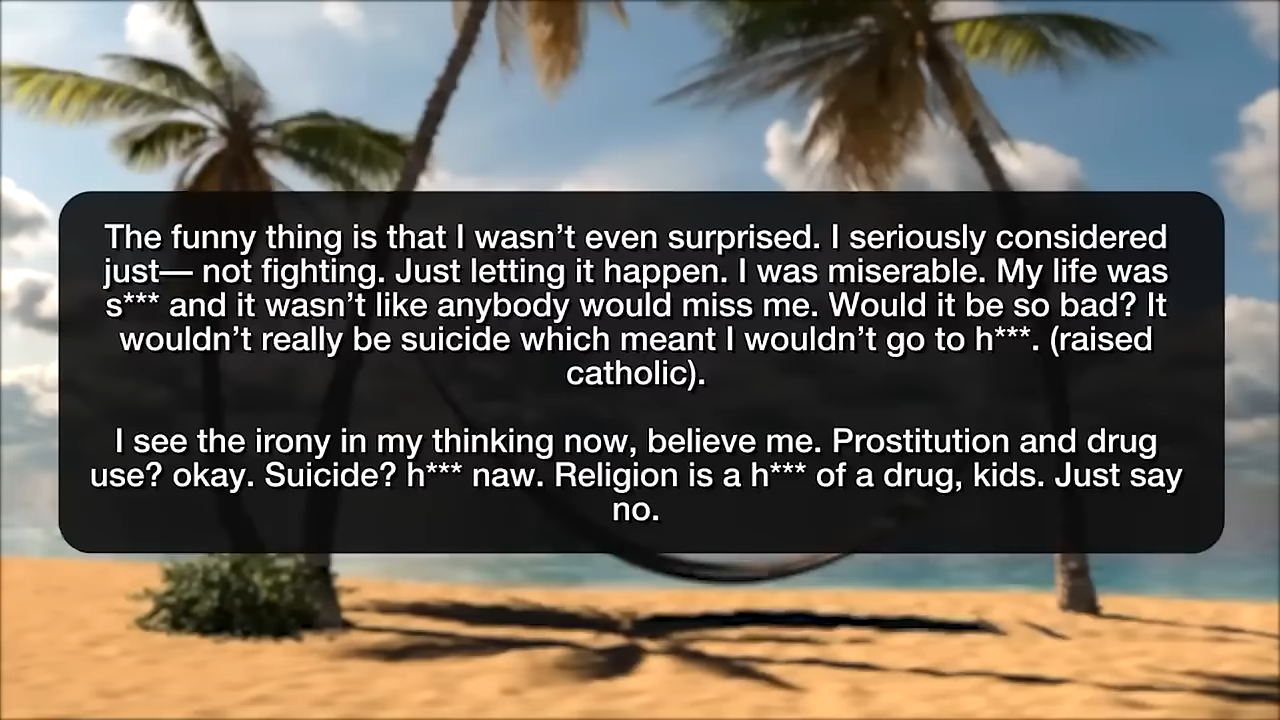 The funny thing is that I wasn’t even surprised. I seriously considered
just— not fighting. Just letting it happen. I was miserable. My life was
s*** and it wasn’t like anybody would miss me. Would it be so bad? It
wouldn’t really be suicide which meant I wouldn’t go to h***. (raised
catholic).
I see the irony in my thinking now, believe me. Prostitution and drug
use? okay. Suicide? h*** naw. Religion is a h*** of a drug, kids. Just say
no.